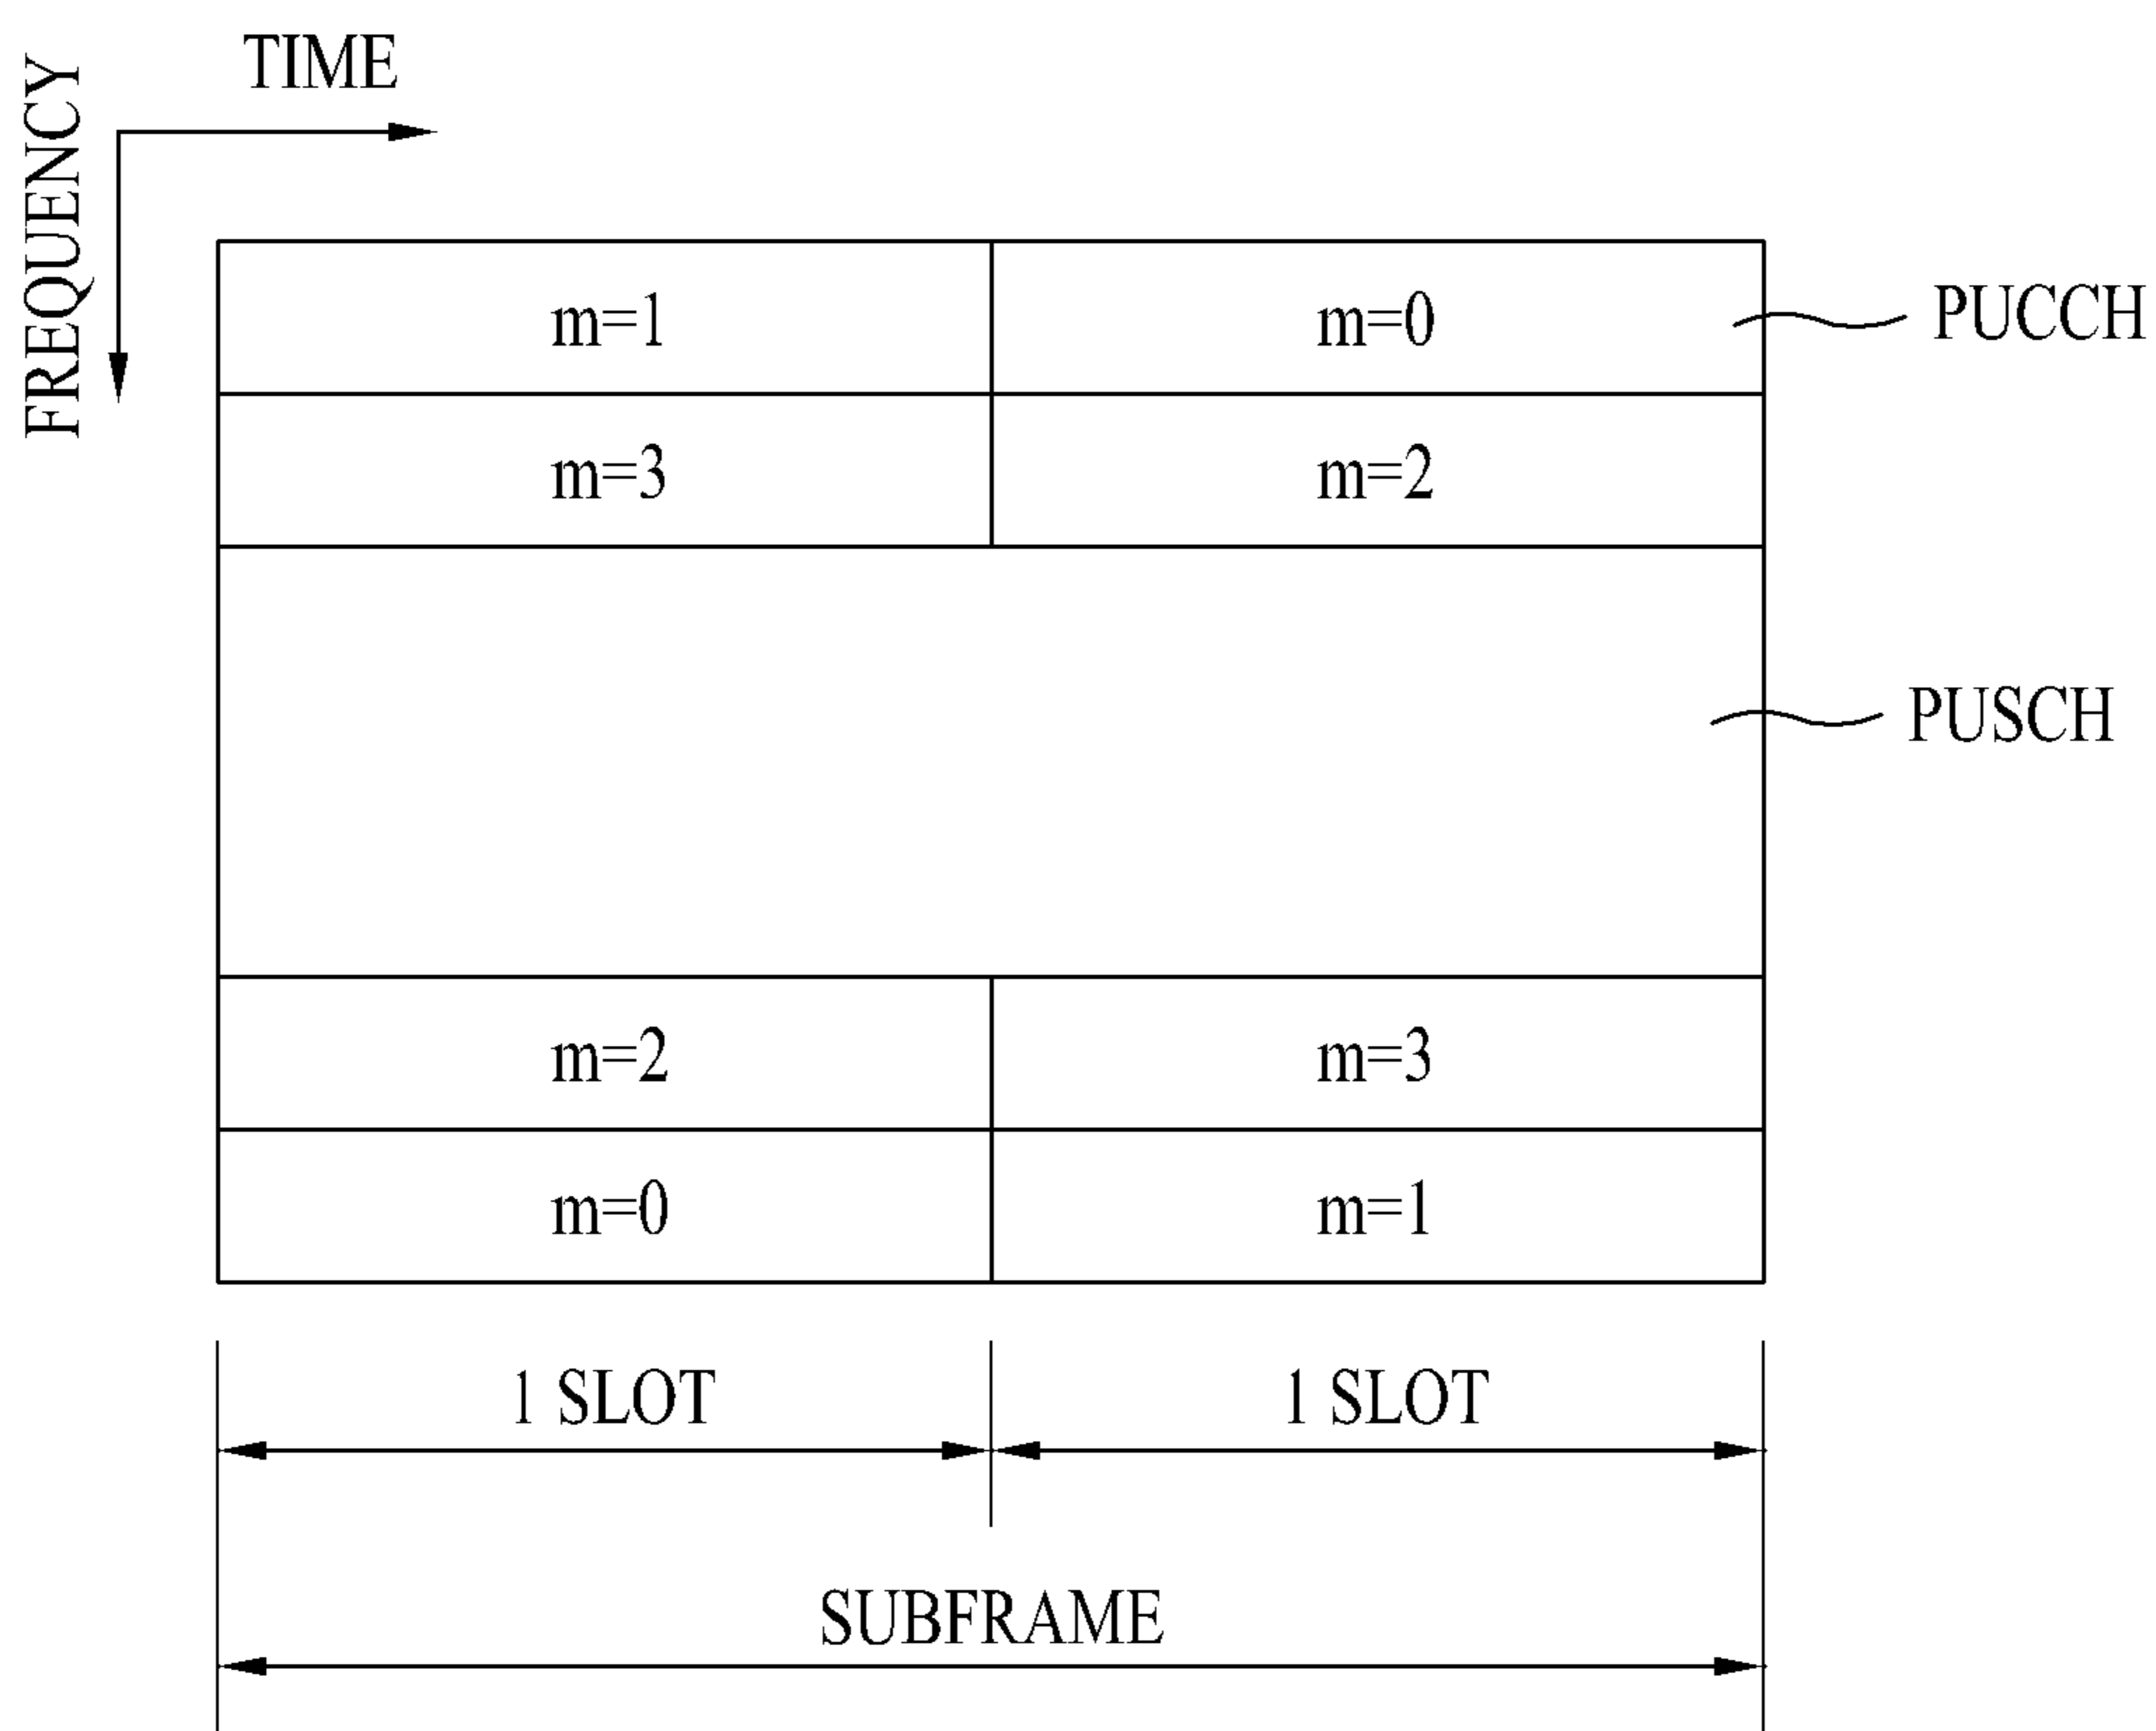 TIME
FREQUENCY
m=1 m=0 PUCCH
m=3 m=2
PUSCH
m=2 m=3
m=0 m=1
1 SLOT 1 SLOT
SUBFRAME